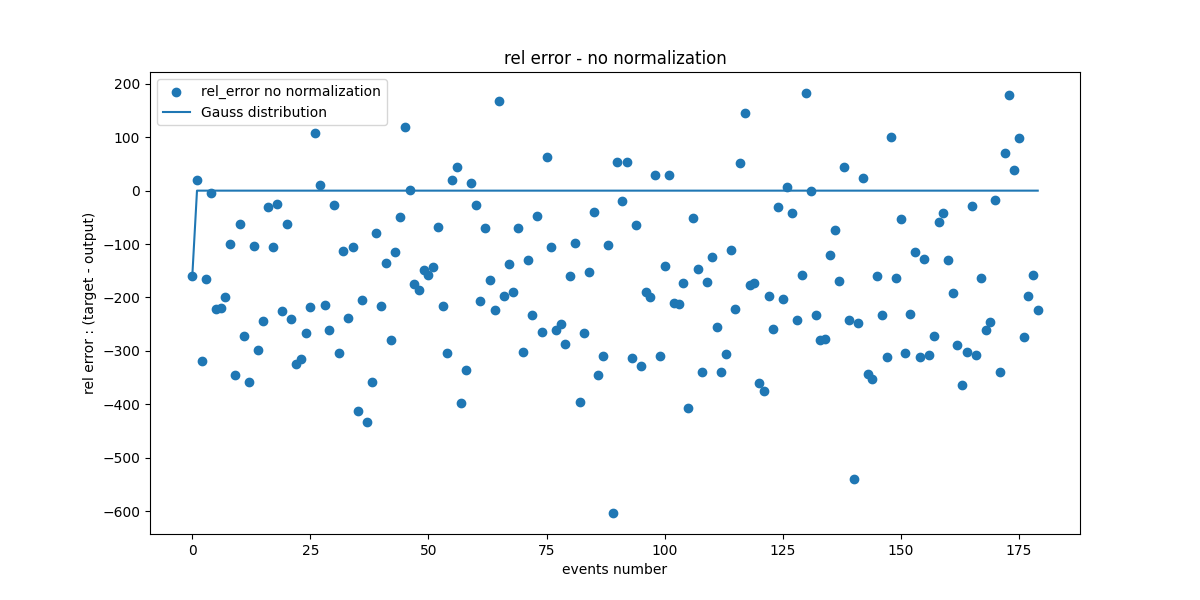 rel error - no normalization
rel_error no normalization
Gauss distribution
rel error : (target - output)
200
100
0
−100
−200
−300
−400
−500
−600
0 25 50 75 100 125 150 175
events number